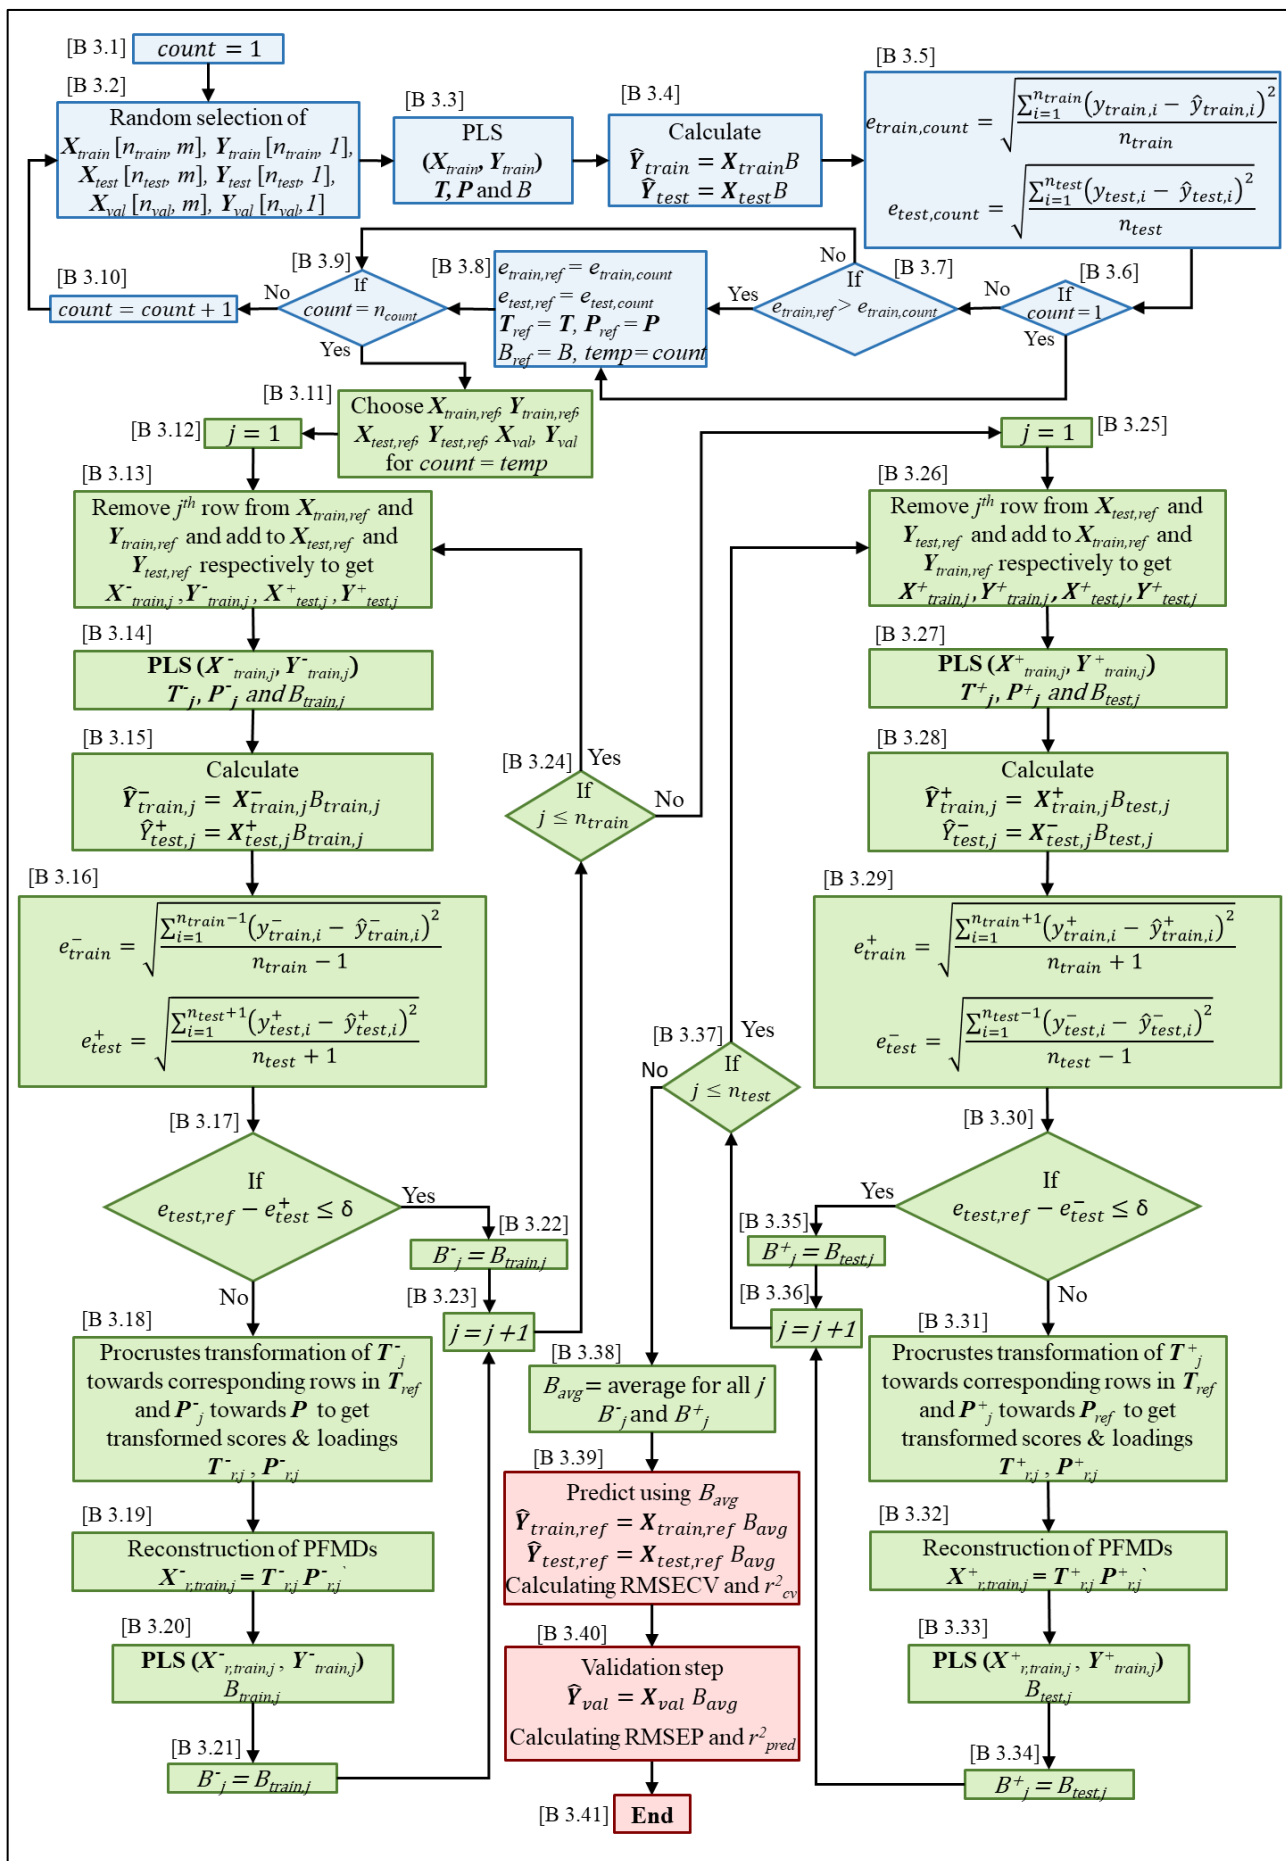 [B 3.1]
count = 1
[B 3.2]
Random selection of
X_train [n_train, m], Y_train [n_train, 1],
X_test [n_test, m], Y_test [n_test, 1],
X_val [n_val, m], Y_val [n_val, 1]
[B 3.3]
PLS
(X_train, Y_train)
T, P and B
[B 3.4]
Calculate
Ŷ_train = X_train B
Ŷ_test = X_test B
[B 3.5]
e_train,count = √(∑_{i=1}^{n_train} (y_train,i − ŷ_train,i)² / n_train)
e_test,count = √(∑_{i=1}^{n_test} (y_test,i − ŷ_test,i)² / n_test)
[B 3.6]
If
count = 1
No
Yes
[B 3.7]
If
e_train,ref > e_train,count
No
Yes
[B 3.8]
e_train,ref = e_train,count
e_test,ref = e_test,count
T_ref = T, P_ref = P
B_ref = B, temp = count
[B 3.9]
If
count = n_count
No
Yes
[B 3.10]
count = count + 1
[B 3.11]
Choose X_train,ref, Y_train,ref,
X_test,ref, Y_test,ref, X_val, Y_val
for count = temp
[B 3.12]
j = 1
[B 3.13]
Remove j^th row from X_train,ref and
Y_train,ref and add to X_test,ref and
Y_test,ref respectively to get
X^-_train,j , Y^-_train,j , X^+_test,j , Y^+_test,j
[B 3.14]
PLS (X^-_train,j, Y^-_train,j)
T^-_j, P^-_j and B_train,j
[B 3.15]
Calculate
Ŷ^−_train,j = X^−_train,j B_train,j
Ŷ^+_test,j = X^+_test,j B_train,j
[B 3.16]
e^−_train = √(∑_{i=1}^{n_train−1} (y^−_train,i − ŷ^−_train,i)² / n_train − 1)
e^+_test = √(∑_{i=1}^{n_test+1} (y^+_test,i − ŷ^+_test,i)² / n_test + 1)
[B 3.17]
If
e_test,ref − e^+_test ≤ δ
Yes
No
[B 3.18]
Procrustes transformation of T^-_j
towards corresponding rows in T_ref
and P^-_j towards P to get
transformed scores & loadings
T^-_r,j , P^-_r,j
[B 3.19]
Reconstruction of PFMDs
X^-_r,train,j = T^-_r,j P^-_r,j`
[B 3.20]
PLS (X^-_r,train,j , Y^-_train,j)
B_train,j
[B 3.21]
B^-_j = B_train,j
[B 3.22]
B^-_j = B_train,j
[B 3.23]
j = j +1
[B 3.24]
If
j ≤ n_train
Yes
No
j = 1
[B 3.25]
[B 3.26]
Remove j^th row from X_test,ref and
Y_test,ref and add to X_train,ref and
Y_train,ref respectively to get
X^+_train,j, Y^+_train,j, X^+_test,j, Y^+_test,j
[B 3.27]
PLS (X^+_train,j, Y^+_train,j)
T^+_j, P^+_j and B_test,j
[B 3.28]
Calculate
Ŷ^+_train,j = X^+_train,j B_test,j
Ŷ^−_test,j = X^−_test,j B_test,j
[B 3.29]
e^+_train = √(∑_{i=1}^{n_train+1} (y^+_train,i − ŷ^+_train,i)² / n_train + 1)
e^−_test = √(∑_{i=1}^{n_test−1} (y^−_test,i − ŷ^−_test,i)² / n_test − 1)
[B 3.30]
If
e_test,ref − e^−_test ≤ δ
Yes
No
[B 3.31]
Procrustes transformation of T^+_j
towards corresponding rows in T_ref
and P^+_j towards P_ref to get
transformed scores & loadings
T^+_r,j , P^+_r,j
[B 3.32]
Reconstruction of PFMDs
X^+_r,train,j = T^+_r,j P^+_r,j`
[B 3.33]
PLS (X^+_r,train,j , Y^+_train,j)
B_test,j
[B 3.34]
B^+_j = B_test,j
[B 3.35]
B^+_j = B_test,j
[B 3.36]
j = j +1
[B 3.37]
If
j ≤ n_test
Yes
No
[B 3.38]
B_avg = average for all j
B^-_j and B^+_j
[B 3.39]
Predict using B_avg
Ŷ_train,ref = X_train,ref B_avg
Ŷ_test,ref = X_test,ref B_avg
Calculating RMSECV and r²_cv
[B 3.40]
Validation step
Ŷ_val = X_val B_avg
Calculating RMSEP and r²_pred
[B 3.41]
End